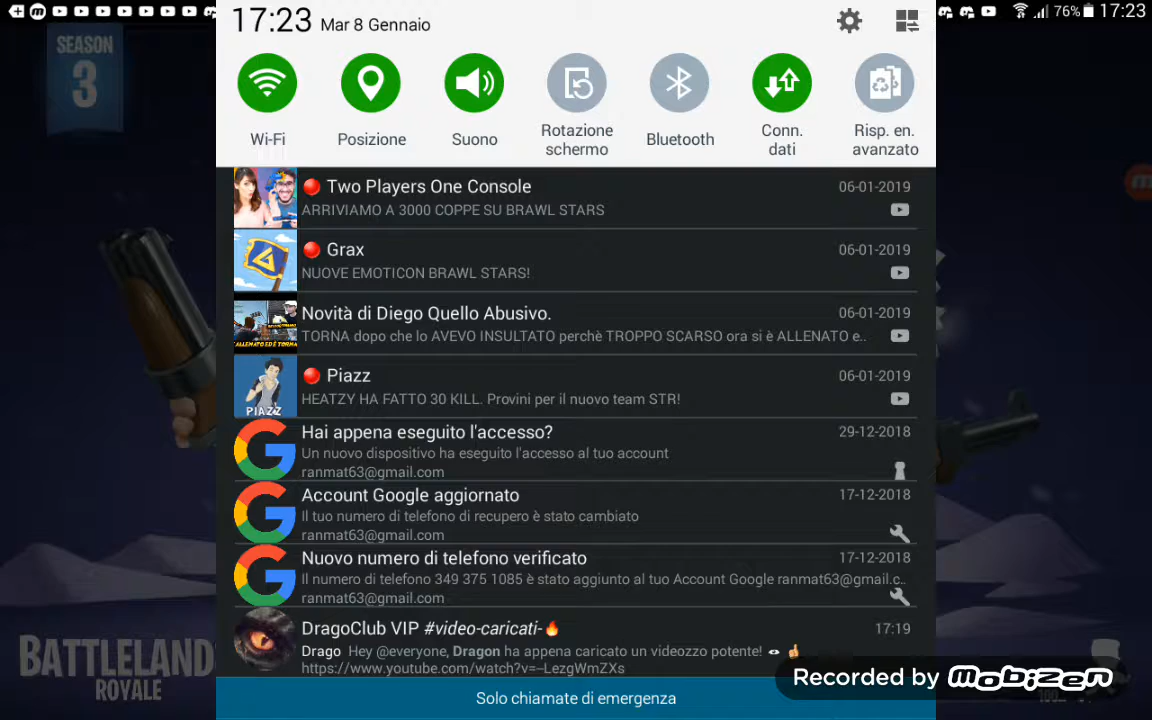 76% 17:23
17:23 Mar 8 Gennaio
SEASON
3
Wi-Fi
Posizione
Suono
Rotazione
schermo
Bluetooth
Conn.
dati
Risp. en.
avanzato
Two Players One Console 06-01-2019
ARRIVIAMO A 3000 COPPE SU BRAWL STARS
Grax 06-01-2019
NUOVE EMOTICON BRAWL STARS!
Novità di Diego Quello Abusivo. 06-01-2019
TORNA dopo che lo AVEVO INSULTATO perchè TROPPO SCARSO ora si è ALLENATO e..
ALLENATO ED È TORNA
Piazz 06-01-2019
HEATZY HA FATTO 30 KILL. Provini per il nuovo team STR!
PIAZZ
Hai appena eseguito l'accesso? 29-12-2018
Un nuovo dispositivo ha eseguito l'accesso al tuo account
ranmat63@gmail.com
Account Google aggiornato 17-12-2018
Il tuo numero di telefono di recupero è stato cambiato
ranmat63@gmail.com
Nuovo numero di telefono verificato 17-12-2018
Il numero di telefono 349 375 1085 è stato aggiunto al tuo Account Google ranmat63@gmail.c..
ranmat63@gmail.com
DragoClub VIP #video-caricati-🔥 17:19
Drago Hey @everyone, Dragon ha appena caricato un videozzo potente! 👁 👍
https://www.youtube.com/watch?v=-LezgWmZXs
BATTLELAND
ROYALE
Recorded by Mobizen
Solo chiamate di emergenza